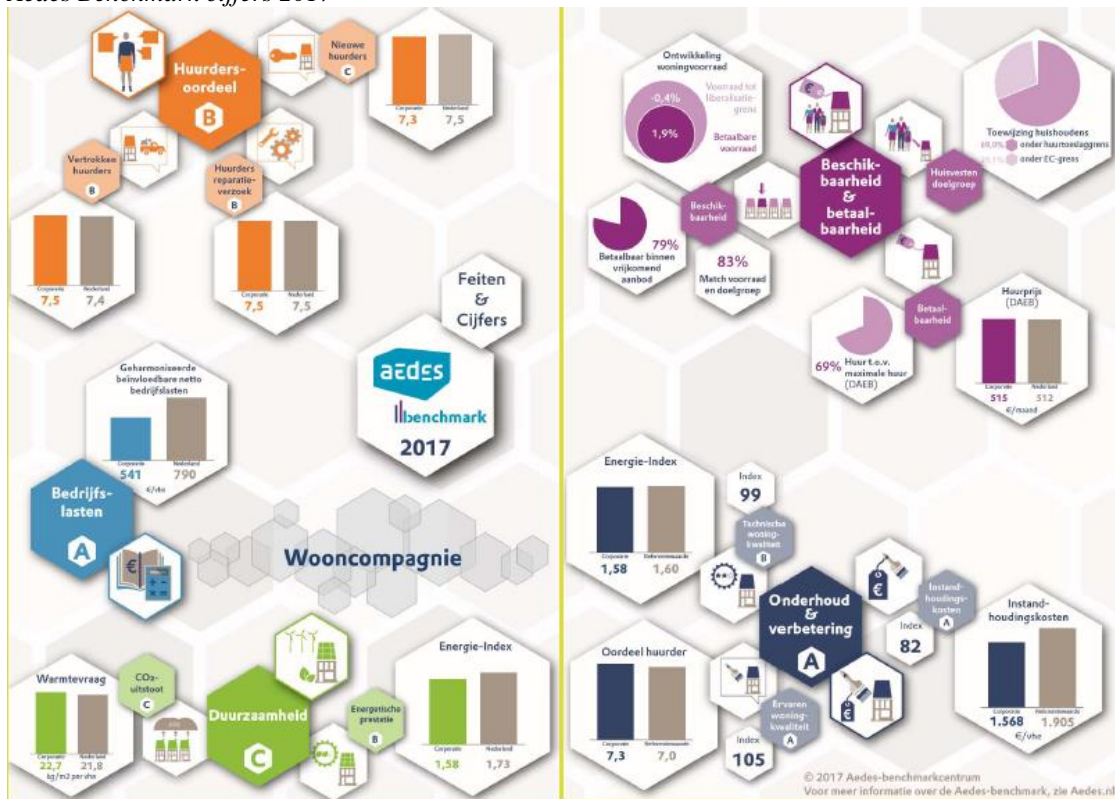 Aedes Benchmark cijfers 2017
Huurders-
oordeel
B
Nieuwe
huurders
C
Corporatie
Nederland
7,3
7,5
Vertrokken
huurders
B
Huurders
reparatie-
verzoek
B
Corporatie
Nederland
7,5
7,4
Corporatie
Nederland
7,5
7,5
Feiten
&
Cijfers
aedes
benchmark
2017
Geharmoniseerde
beïnvloedbare netto
bedrijfslasten
Corporatie
Nederland
541
790
€/vhe
Bedrijfs-
lasten
A
€
Wooncompagnie
Warmtevraag
Corporatie
Nederland
22,7
21,8
kg/m2 per vhe
CO2-
uitstoot
C
Duurzaamheid
C
Energetische
prestatie
B
Energie-Index
Corporatie
Nederland
1,58
1,73
Ontwikkeling
woningvoorraad
-0,4%
Voorraad tot
liberalisatie-
grens
1,9%
Betaalbare
voorraad
Toewijzing huishoudens
69,0%
onder huurtoeslaggrens
onder EC-grens
Beschik-
baarheid
&
betaal-
baarheid
Huisvesten
doelgroep
Beschik-
baarheid
79%
Betaalbaar binnen
vrijkomend
aanbod
83%
Match voorraad
en doelgroep
Betaal-
baarheid
69%
Huur t.o.v.
maximale huur
(DAEB)
Huurprijs
(DAEB)
Corporatie
Nederland
515
512
€/maand
Energie-Index
Corporatie
Referentiewaarde
1,58
1,60
Index
99
Technische
woning-
kwaliteit
B
Onderhoud
&
verbetering
A
€
Instand-
houdings-
kosten
A
Index
82
Instand-
houdingskosten
Corporatie
Referentiewaarde
1.568
1.905
€/vhe
Oordeel huurder
Corporatie
Referentiewaarde
7,3
7,0
Ervaren
woning-
kwaliteit
A
Index
105
€
© 2017 Aedes-benchmarkcentrum
Voor meer informatie over de Aedes-benchmark, zie Aedes.nl